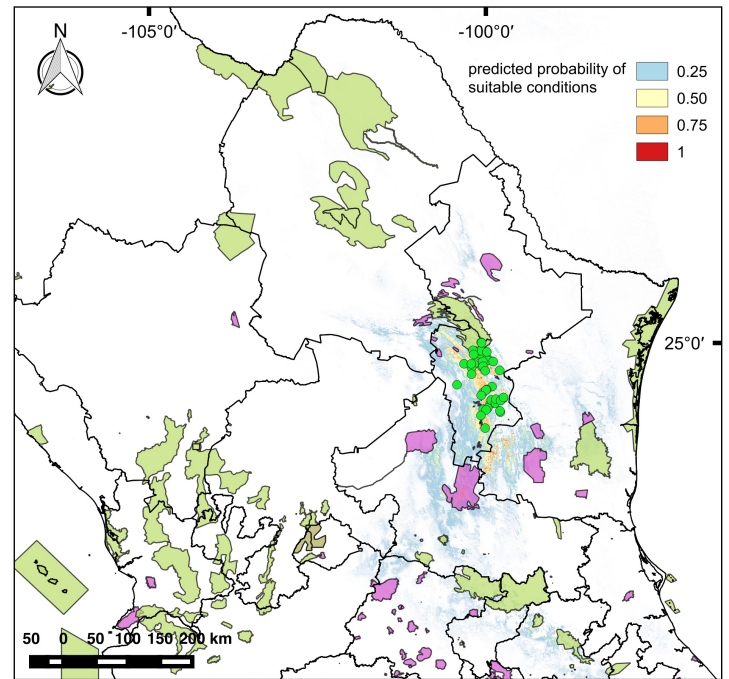 -105°0′ -100°0′
N
predicted probability of
suitable conditions
0.25
0.50
0.75
1
25°0′
50 0 50 100 150 200 km